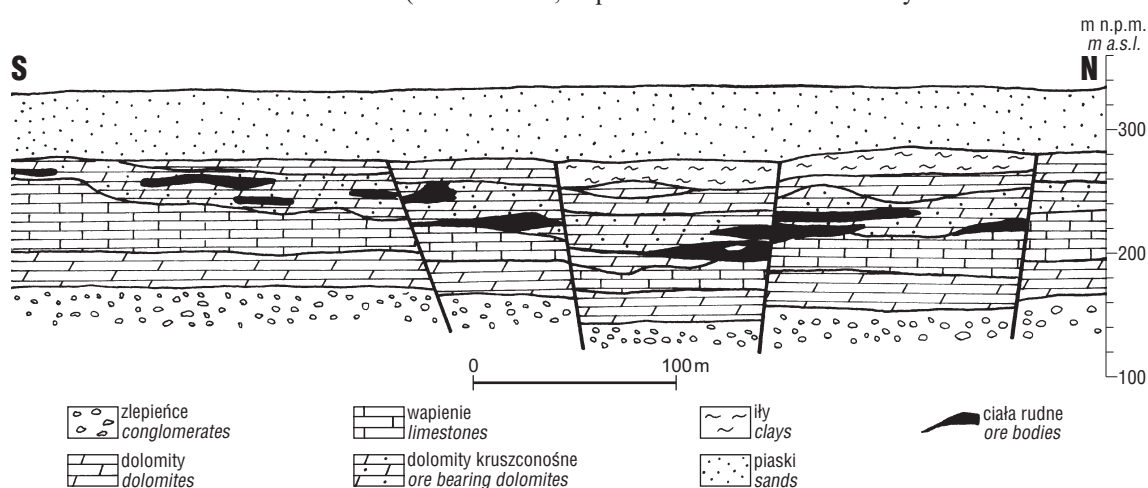 m n.p.m.
m a.s.l.
S
N
300
200
100
0
100 m
zlepieńce
conglomerates
wapienie
limestones
iły
clays
ciała rudne
ore bodies
dolomity
dolomites
dolomity kruszconośne
ore bearing dolomites
piaski
sands